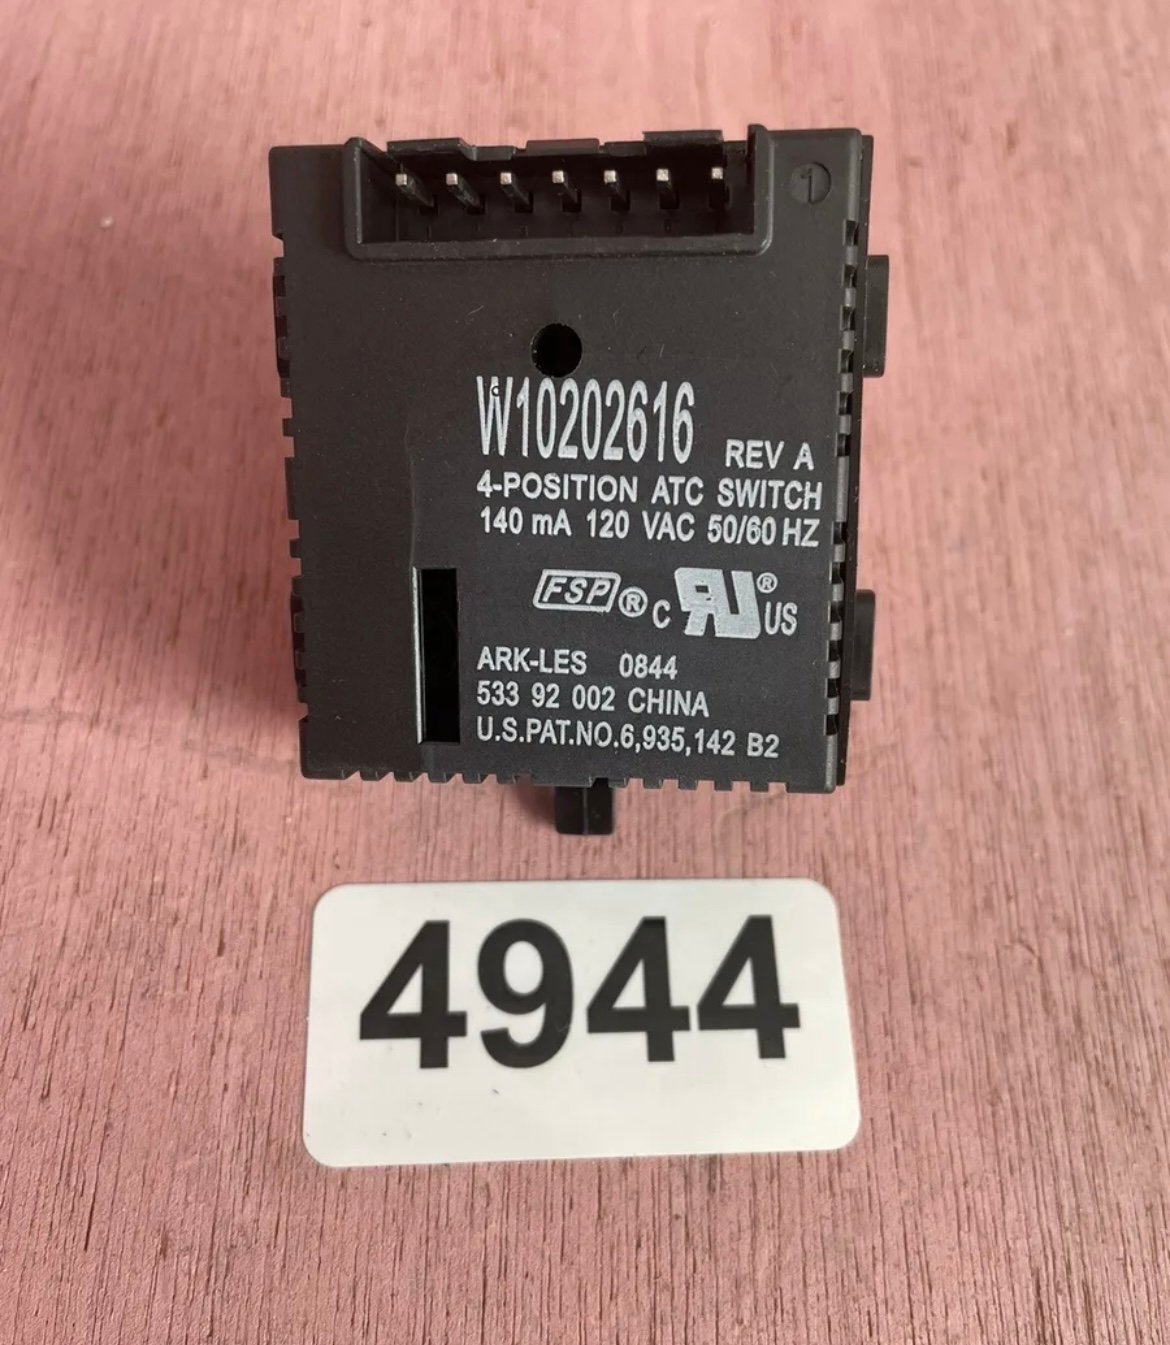 1
W10202616 REV A
4-POSITION ATC SWITCH
140 mA 120 VAC 50/60 HZ
FSP® c RU® US
ARK-LES 0844
533 92 002 CHINA
U.S.PAT.NO.6,935,142 B2
4944